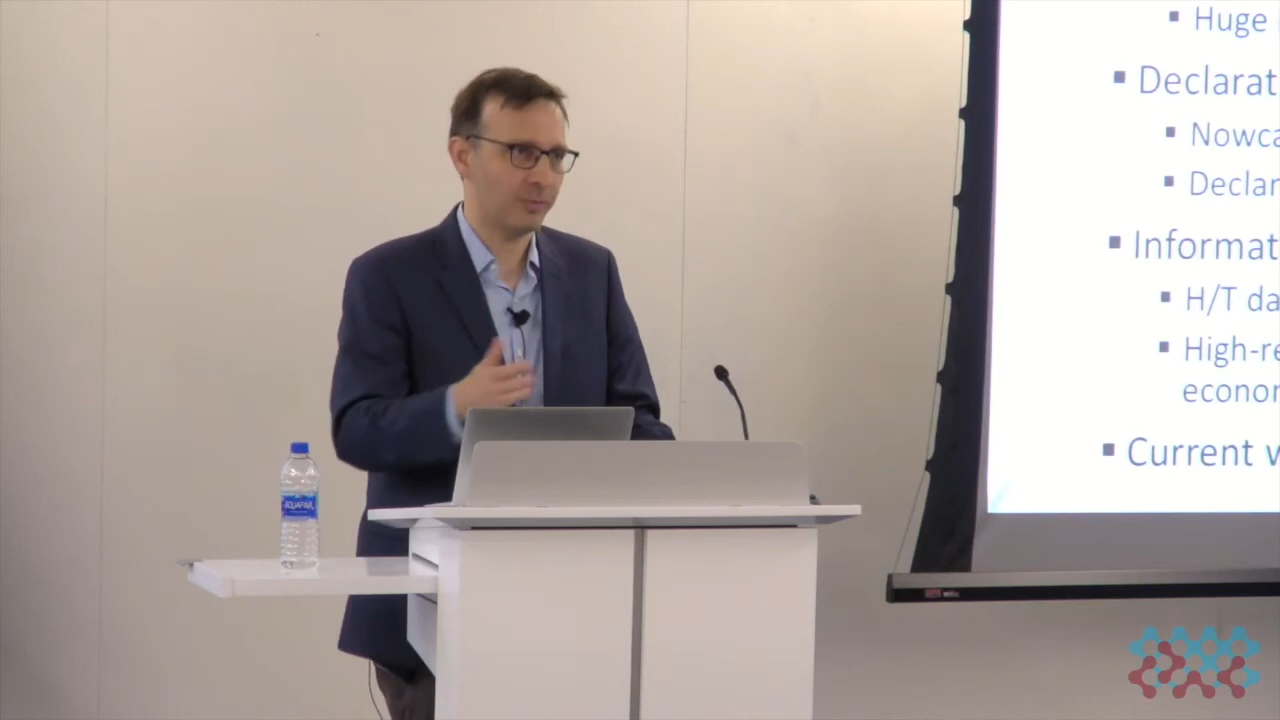 Huge
Declarat
Nowca
Declar
Informat
H/T da
High-re
econor
Current w
AQUAFINA